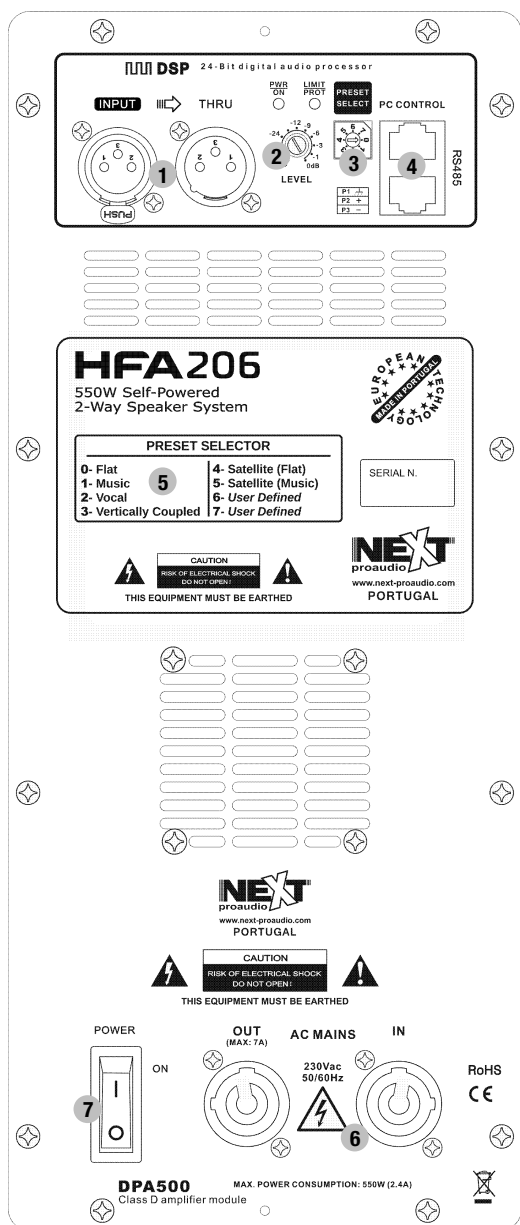 DSP 24-Bit digital audio processor
INPUT THRU
PWR ON
LIMIT PROT
PRESET SELECT
PC CONTROL
3
1 2
3
2 1
PUSH
1
-24 -12 -9 -6 -3 -1 0dB
2
LEVEL
3
P1
P2 +
P3 −
4
RS485
HFA206
550W Self-Powered
2-Way Speaker System
EUROPEAN TECHNOLOGY
MADE IN PORTUGAL
PRESET SELECTOR
0- Flat
1- Music
2- Vocal
3- Vertically Coupled
5
4- Satellite (Flat)
5- Satellite (Music)
6- User Defined
7- User Defined
SERIAL N.
CAUTION
RISK OF ELECTRICAL SHOCK
DO NOT OPEN!
THIS EQUIPMENT MUST BE EARTHED
NEXT
proaudio
www.next-proaudio.com
PORTUGAL
NEXT
proaudio
www.next-proaudio.com
PORTUGAL
CAUTION
RISK OF ELECTRICAL SHOCK
DO NOT OPEN!
THIS EQUIPMENT MUST BE EARTHED
POWER
ON
I
O
7
OUT
(MAX: 7A)
AC MAINS
IN
230Vac
50/60Hz
6
RoHS
CE
DPA500
Class D amplifier module
MAX. POWER CONSUMPTION: 550W (2.4A)